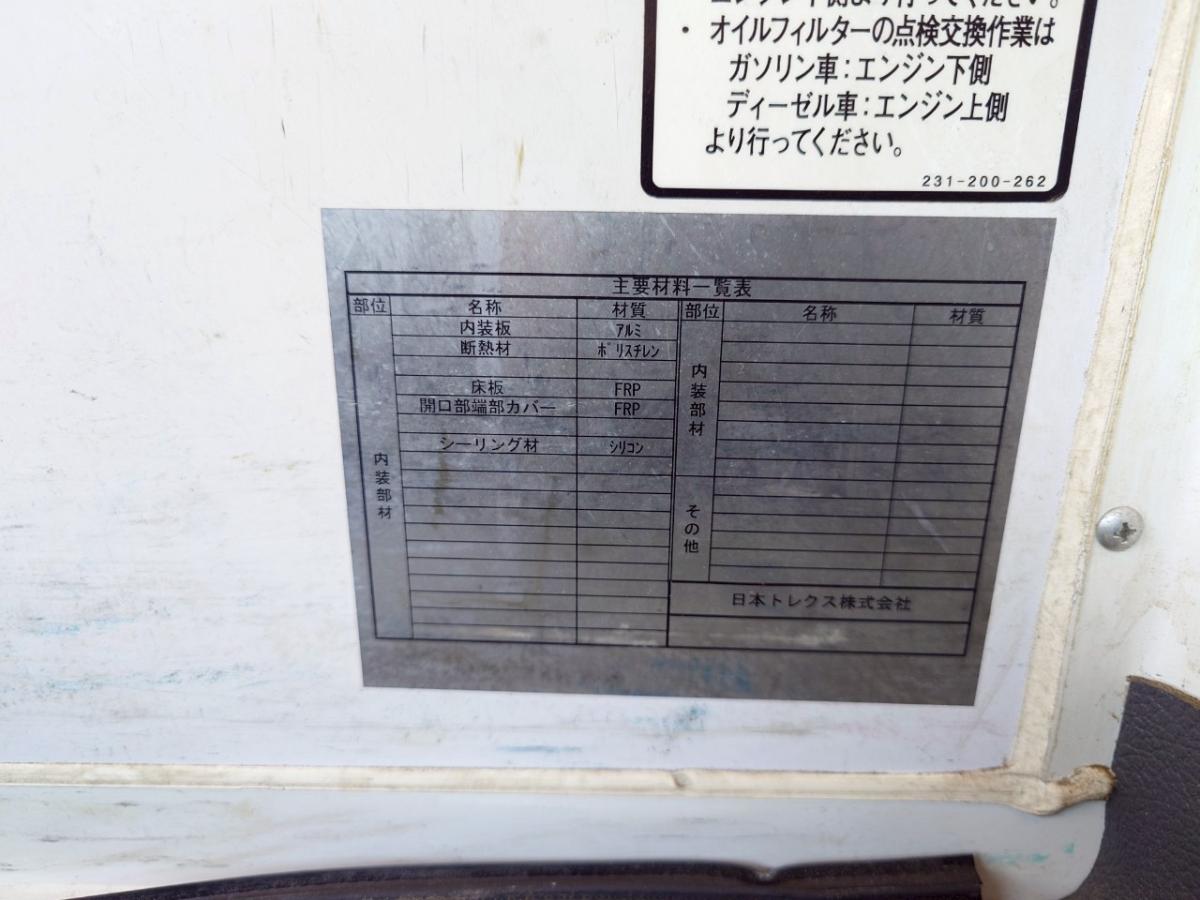 ・オイルフィルターの点検交換作業は
ガソリン車：エンジン下側
ディーゼル車：エンジン上側
より行ってください。
231-200-262
主要材料一覧表
部位 名称 材質 部位 名称 材質
内装板 ｱﾙﾐ
断熱材 ﾎﾟﾘｽﾁﾚﾝ
床板 FRP
開口部端部カバー FRP
シーリング材 ｼﾘｺﾝ
内装部材
内装部材
その他
日本トレクス株式会社